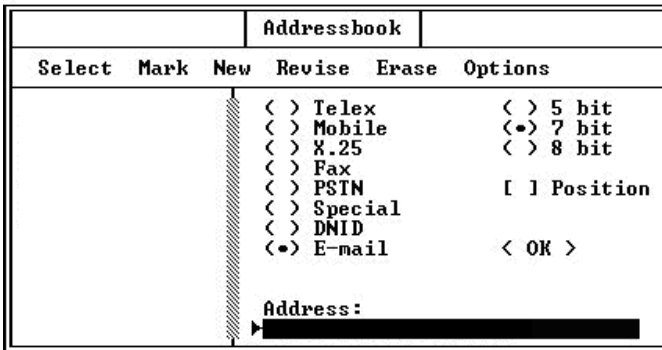 Addressbook
Select Mark New Revise Erase Options
( ) Telex ( ) 5 bit
( ) Mobile (•) 7 bit
( ) X.25 ( ) 8 bit
( ) Fax
( ) PSTN [ ] Position
( ) Special
( ) DNID
(•) E-mail < OK >
Address: